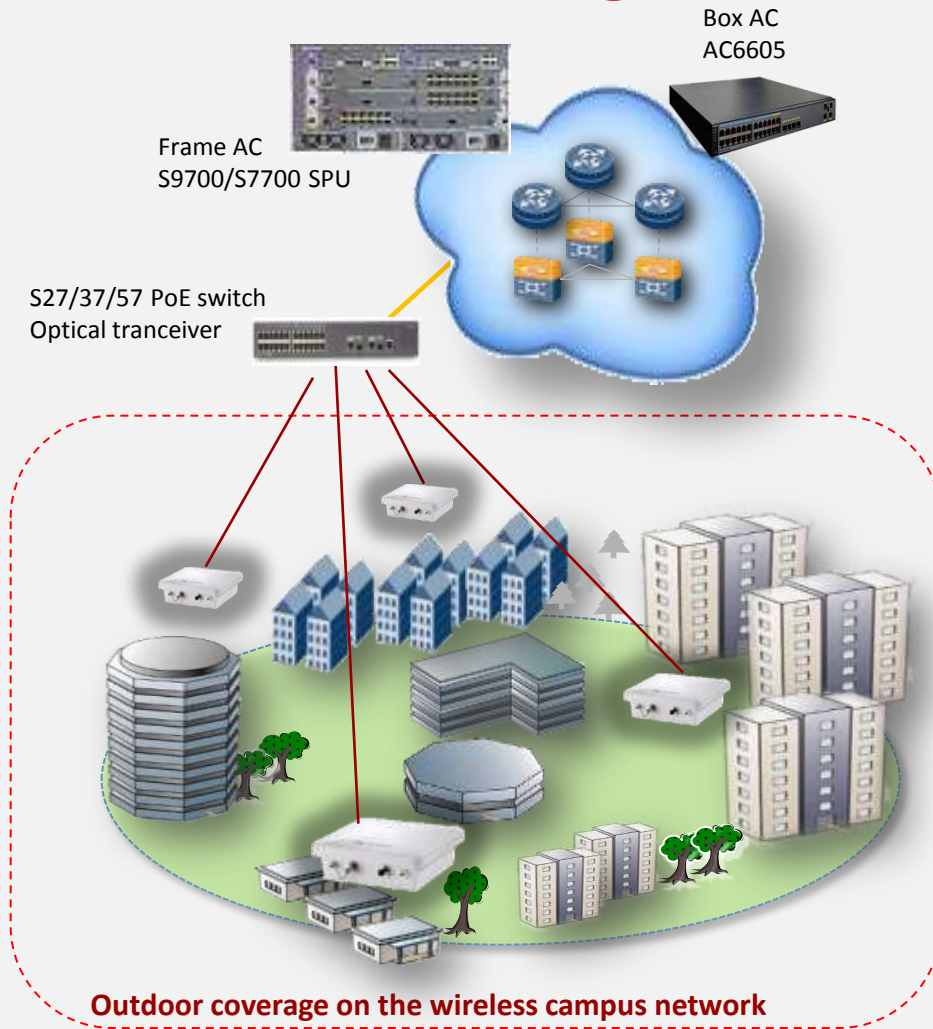 Box AC
AC6605
Frame AC
S9700/S7700 SPU
S27/37/57 PoE switch
Optical tranceiver
Outdoor coverage on the wireless campus network